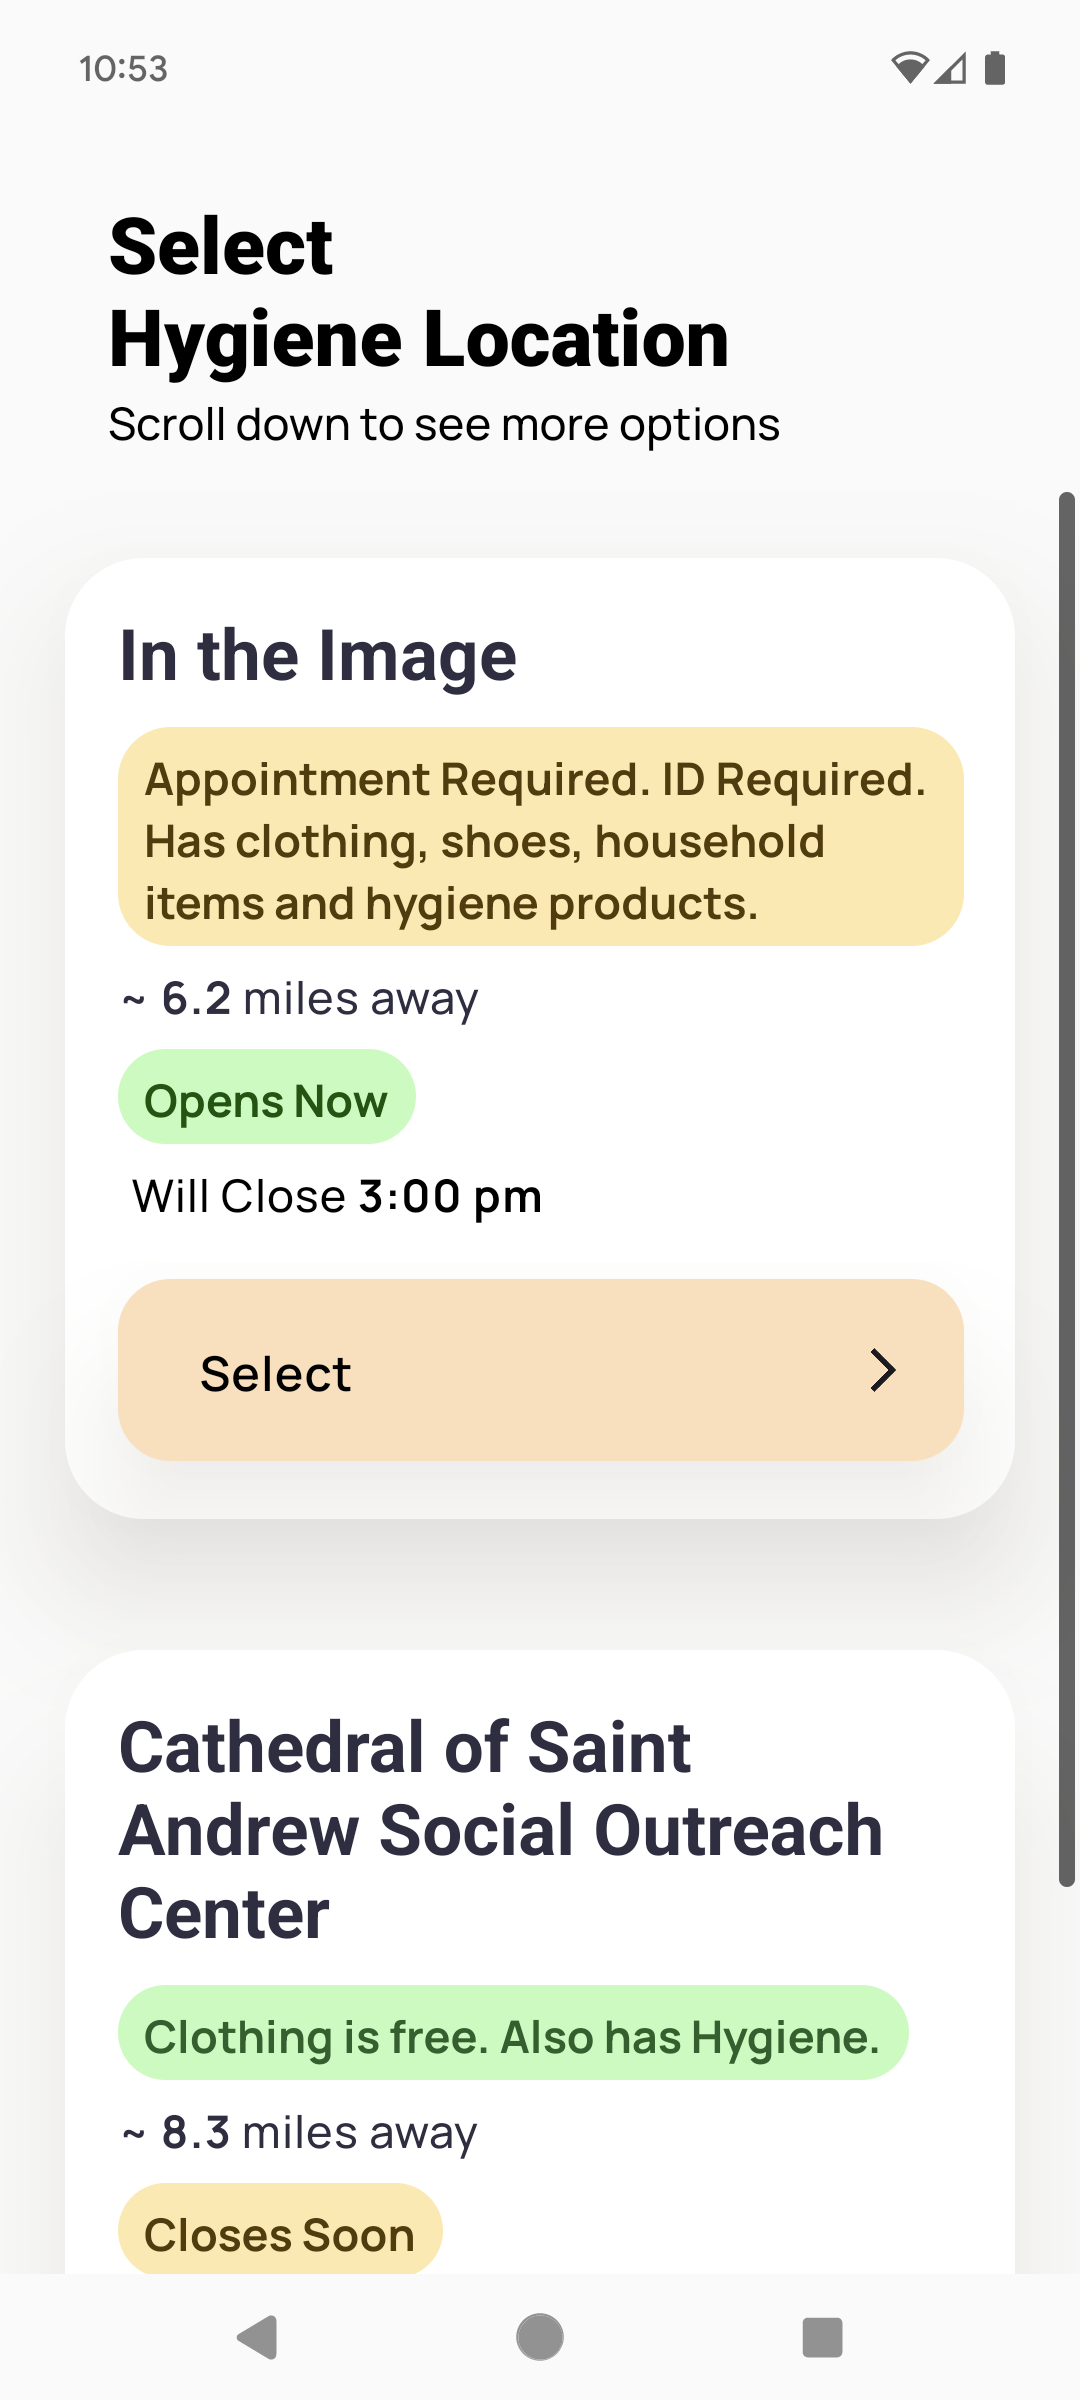 10:53
Select
Hygiene Location
Scroll down to see more options
In the Image
Appointment Required. ID Required.
Has clothing, shoes, household
items and hygiene products.
~ 6.2 miles away
Opens Now
Will Close 3:00 pm
Select
Cathedral of Saint
Andrew Social Outreach
Center
Clothing is free. Also has Hygiene.
~ 8.3 miles away
Closes Soon